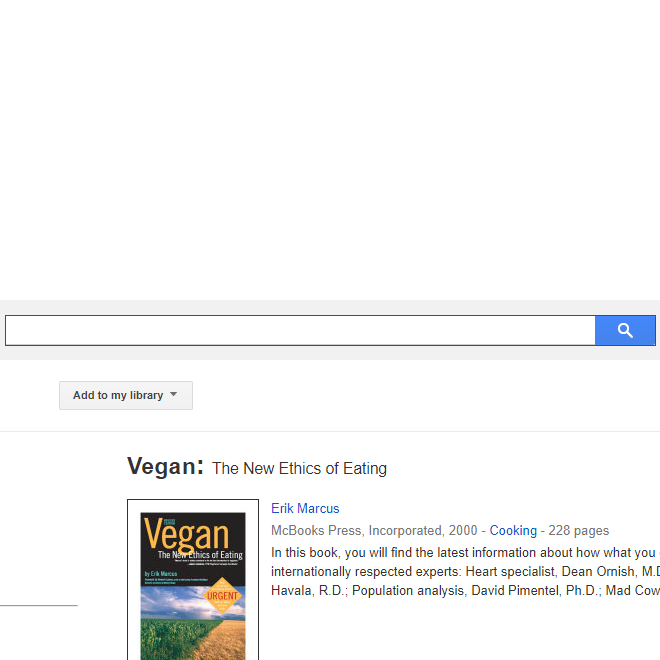 Add to my library
Vegan: The New Ethics of Eating
Erik Marcus
McBooks Press, Incorporated, 2000 - Cooking - 228 pages
In this book, you will find the latest information about how what you
internationally respected experts: Heart specialist, Dean Ornish, M.D
Havala, R.D.; Population analysis, David Pimentel, Ph.D.; Mad Cow
Vegan
The New Ethics of Eating
by Erik Marcus
URGENT